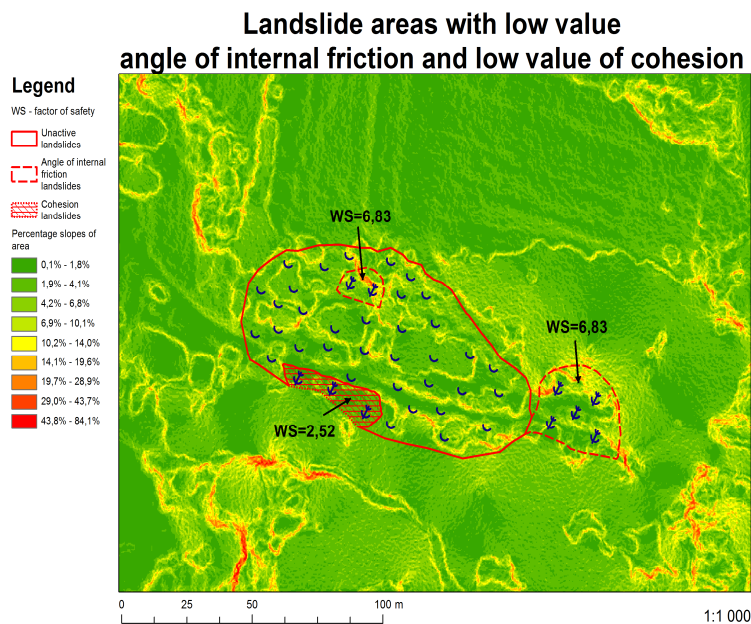 Landslide areas with low value
angle of internal friction and low value of cohesion
Legend
WS - factor of safety
Unactive
landslides
Angle of internal
friction
landslides
Cohesion
landslides
Percentage slopes of
area
0,1% - 1,8%
1,9% - 4,1%
4,2% - 6,8%
6,9% - 10,1%
10,2% - 14,0%
14,1% - 19,6%
19,7% - 28,9%
29,0% - 43,7%
43,8% - 84,1%
WS=6,83
WS=6,83
WS=2,52
0 25 50 100 m
1:1 000